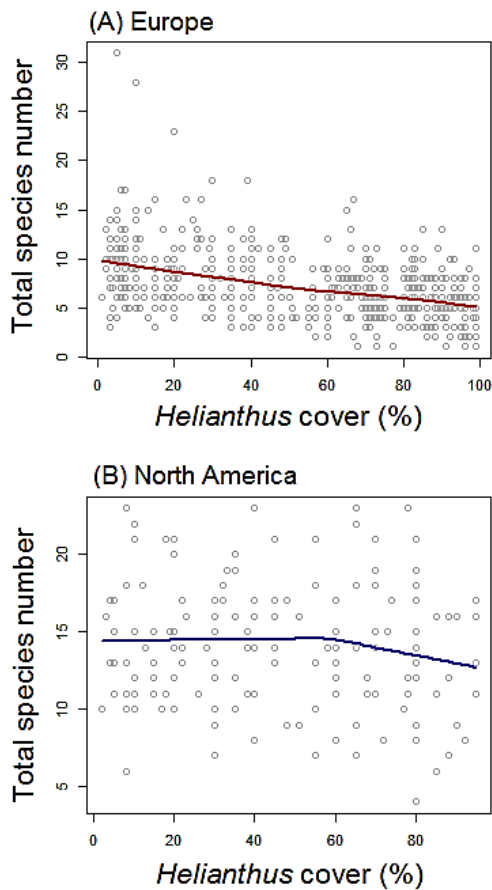 (A) Europe
Total species number
30
25
20
15
10
5
0
0 20 40 60 80 100
Helianthus cover (%)
(B) North America
Total species number
20
15
10
5
0 20 40 60 80
Helianthus cover (%)